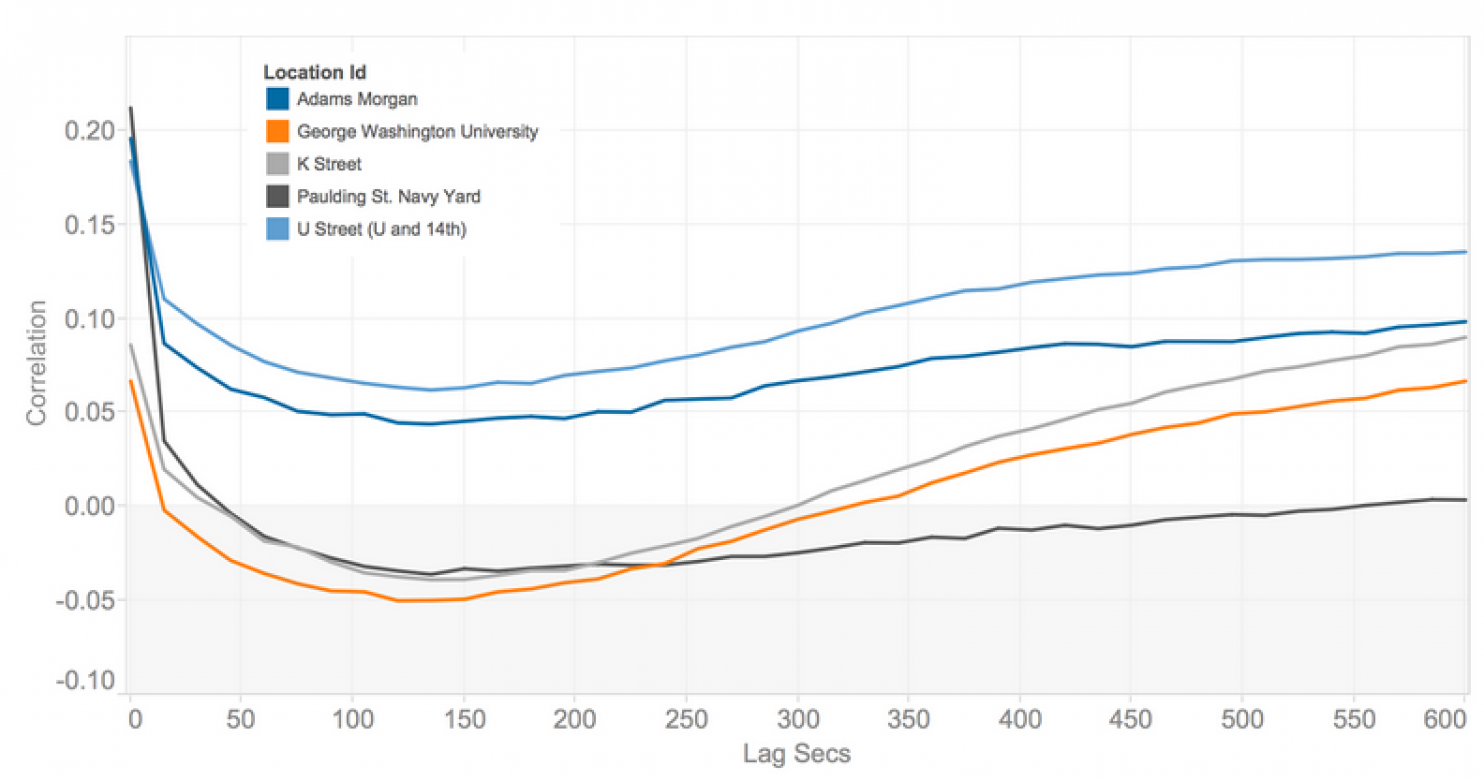 Location Id
Adams Morgan
George Washington University
K Street
Paulding St. Navy Yard
U Street (U and 14th)
Correlation
0.20
0.15
0.10
0.05
0.00
-0.05
-0.10
0 50 100 150 200 250 300 350 400 450 500 550 600
Lag Secs